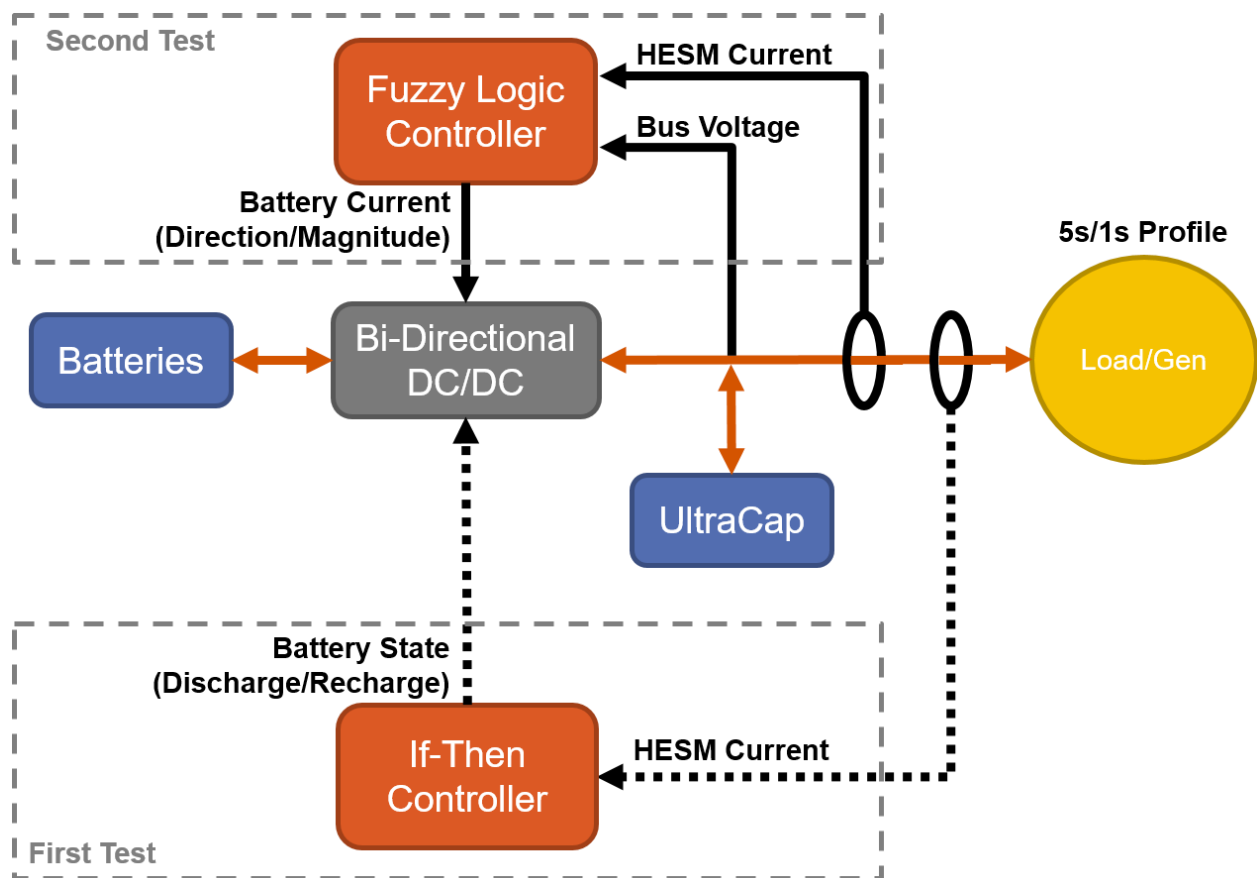 Second Test
Fuzzy Logic
Controller
HESM Current
Bus Voltage
Battery Current
(Direction/Magnitude)
5s/1s Profile
Batteries
Bi-Directional
DC/DC
Load/Gen
UltraCap
Battery State
(Discharge/Recharge)
If-Then
Controller
HESM Current
First Test